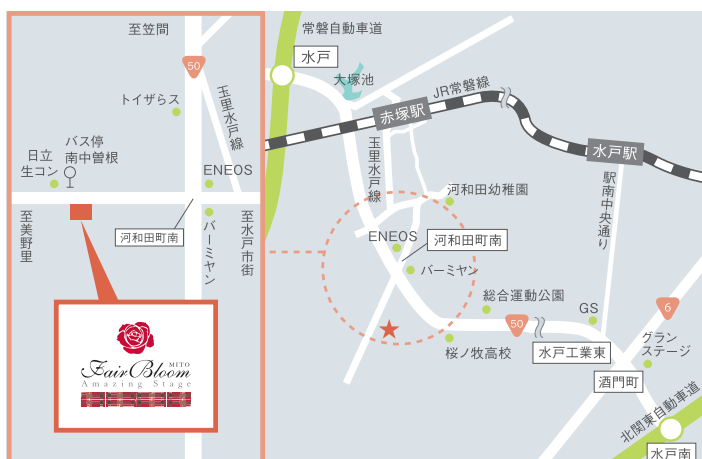 至笠間
50
トイザらス
玉里水戸線
バス停
南中曽根
日立
生コン
ENEOS
至美野里
河和田町南
バーミヤン
至水戸市街
Fair Bloom
MITO
Amazing Stage
常磐自動車道
水戸
大塚池
JR常磐線
赤塚駅
水戸駅
玉里水戸線
河和田幼稚園
駅南中央通り
ENEOS
河和田町南
バーミヤン
総合運動公園
GS
6
50
桜ノ牧高校
水戸工業東
グラン
ステージ
酒門町
北関東自動車道
水戸南